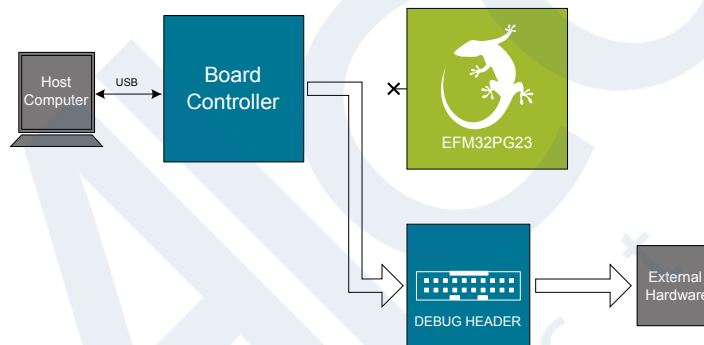 Host
Computer
USB
Board
Controller
EFM32PG23
DEBUG HEADER
External
Hardware